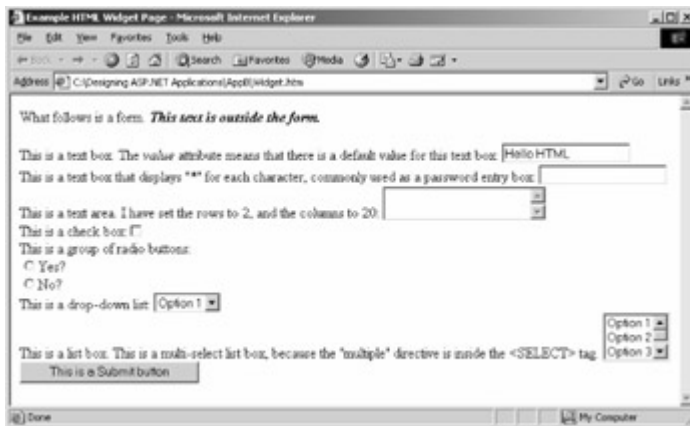 Example HTML Widget Page - Microsoft Internet Explorer
File Edit View Favorites Tools Help
Back Search Favorites Media
Address C:\Designing ASP.NET Applications\AppB\Widget.htm Go Links »
What follows is a form. This text is outside the form.
This is a text box. The value attribute means that there is a default value for this text box: Hello HTML
This is a text box that displays "*" for each character, commonly used as a password entry box:
This is a text area. I have set the rows to 2, and the columns to 20:
This is a check box:
This is a group of radio buttons:
Yes?
No?
This is a drop-down list: Option 1
Option 1
Option 2
This is a list box. This is a multi-select list box, because the "multiple" directive is inside the <SELECT> tag. Option 3
This is a Submit button
Done My Computer